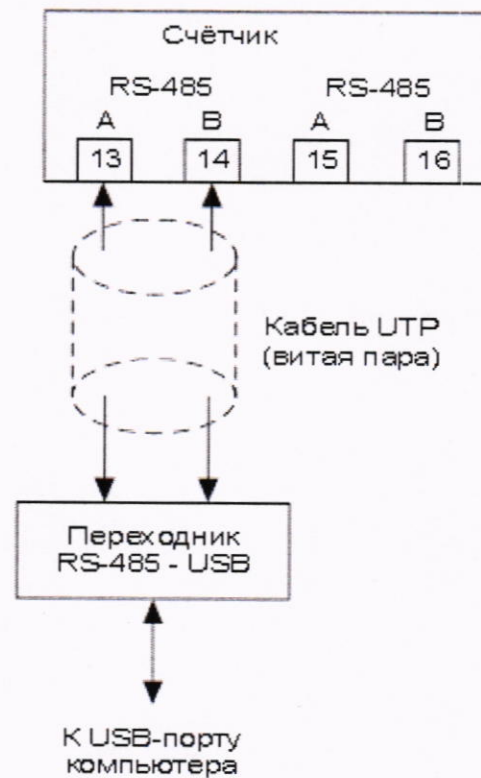 Счётчик
RS-485 RS-485
A B A B
13 14 15 16
Кабель UTP
(витая пара)
Переходник
RS-485 - USB
К USB-порту
компьютера